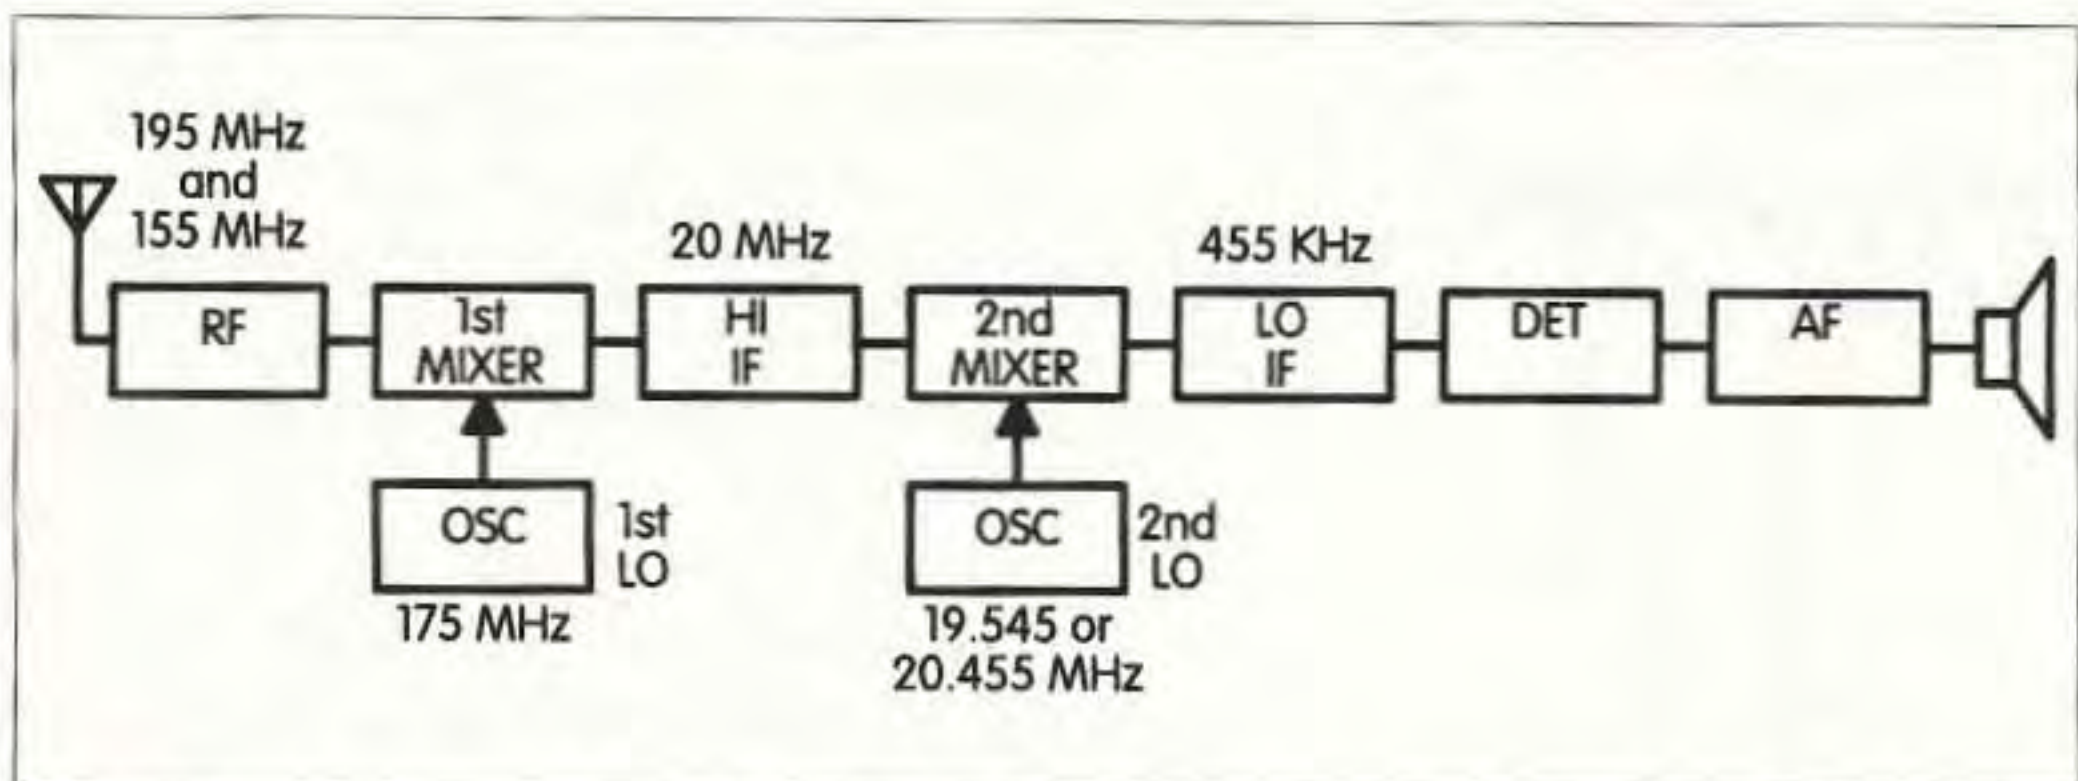 195 MHz
and
155 MHz
RF
1st
MIXER
20 MHz
HI
IF
2nd
MIXER
455 KHz
LO
IF
DET
AF
OSC
1st
LO
175 MHz
OSC
2nd
LO
19.545 or
20.455 MHz